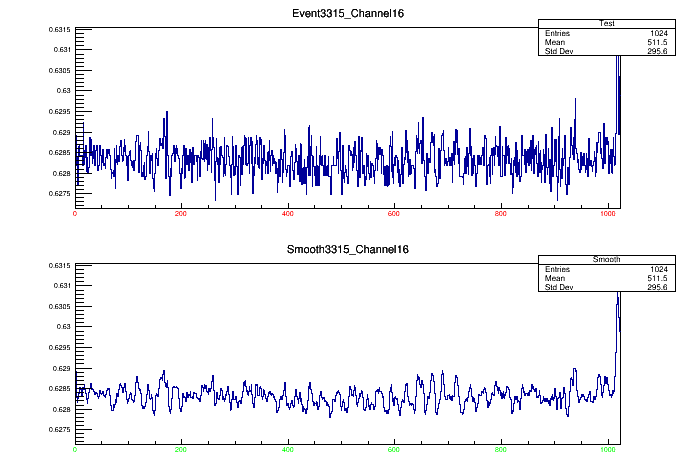 Event3315_Channel16
Test
Entries 1024
Mean 511.5
Std Dev 295.6
0.6315
0.631
0.6305
0.63
0.6295
0.629
0.6285
0.628
0.6275
0 200 400 600 800 1000
Smooth3315_Channel16
Smooth
Entries 1024
Mean 511.5
Std Dev 295.6
0.6315
0.631
0.6305
0.63
0.6295
0.629
0.6285
0.628
0.6275
0 200 400 600 800 1000